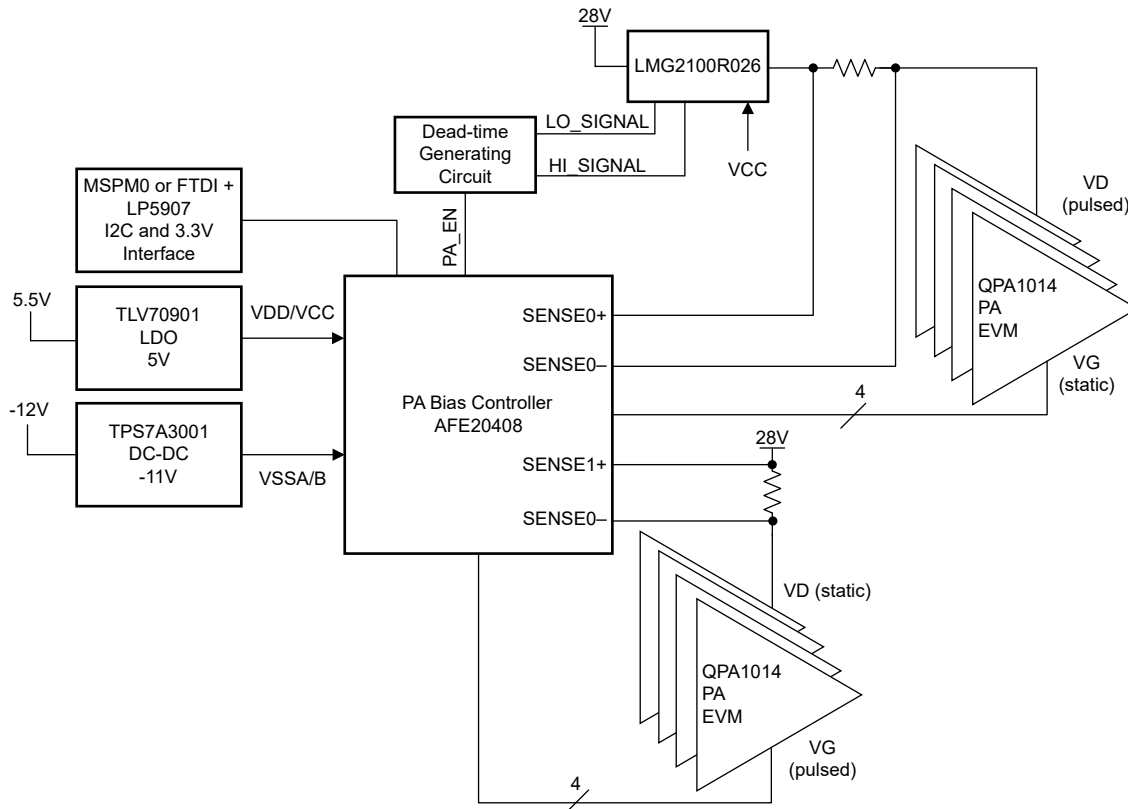 28V
LMG2100R026
LO_SIGNAL
HI_SIGNAL
VCC
Dead-time
Generating
Circuit
PA_EN
MSPM0 or FTDI +
LP5907
I2C and 3.3V
Interface
5.5V
TLV70901
LDO
5V
VDD/VCC
-12V
TPS7A3001
DC-DC
-11V
VSSA/B
PA Bias Controller
AFE20408
SENSE0+
SENSE0–
SENSE1+
SENSE0–
VD
(pulsed)
QPA1014
PA
EVM
VG
(static)
4
28V
VD (static)
QPA1014
PA
EVM
VG
(pulsed)
4